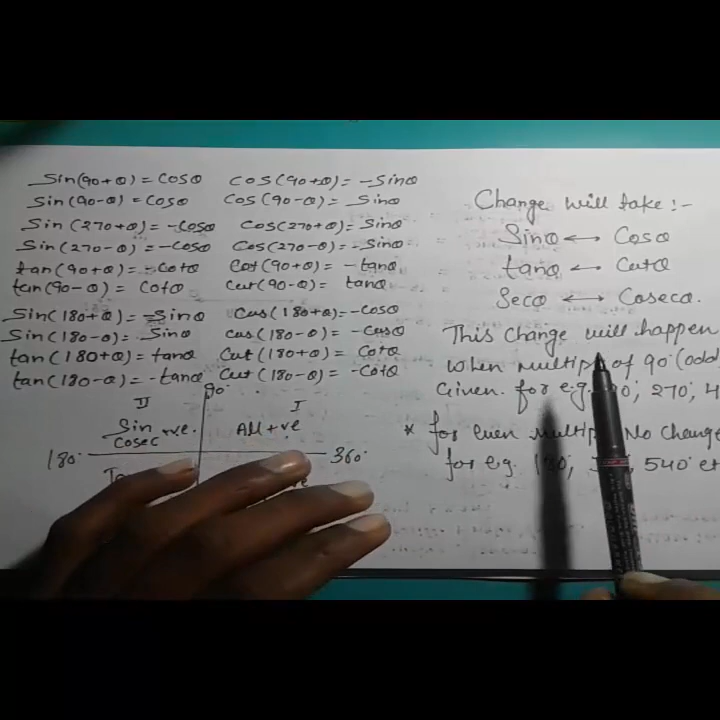 Sin(90+θ) = Cosθ
Sin(90-θ) = Cosθ
Sin(270+θ) = -Cosθ
Sin(270-θ) = -Cosθ
tan(90+θ) = -Cotθ
tan(90-θ) = Cotθ
Sin(180+θ) = -Sinθ
Sin(180-θ) = Sinθ
tan(180+θ) = tanθ
tan(180-θ) = -tanθ
Cos(90+θ) = -Sinθ
Cos(90-θ) = Sinθ
Cos(270+θ) = Sinθ
Cos(270-θ) = -Sinθ
Cot(90+θ) = -tanθ
Cot(90-θ) = tanθ
Cos(180+θ) = -Cosθ
Cos(180-θ) = -Cosθ
Cot(180+θ) = Cotθ
Cot(180-θ) = -Cotθ
90°
II
I
Sin
Cosec +ve.
All +ve
180°
360°
Change will take :-
Sinθ ↔ Cosθ
tanθ ↔ Cotθ
Secθ ↔ Cosecθ.
This Change will happen
When of 90° (odd
Given. for e.g. 270°, 4
* for even No Change
for e.g. 540° et